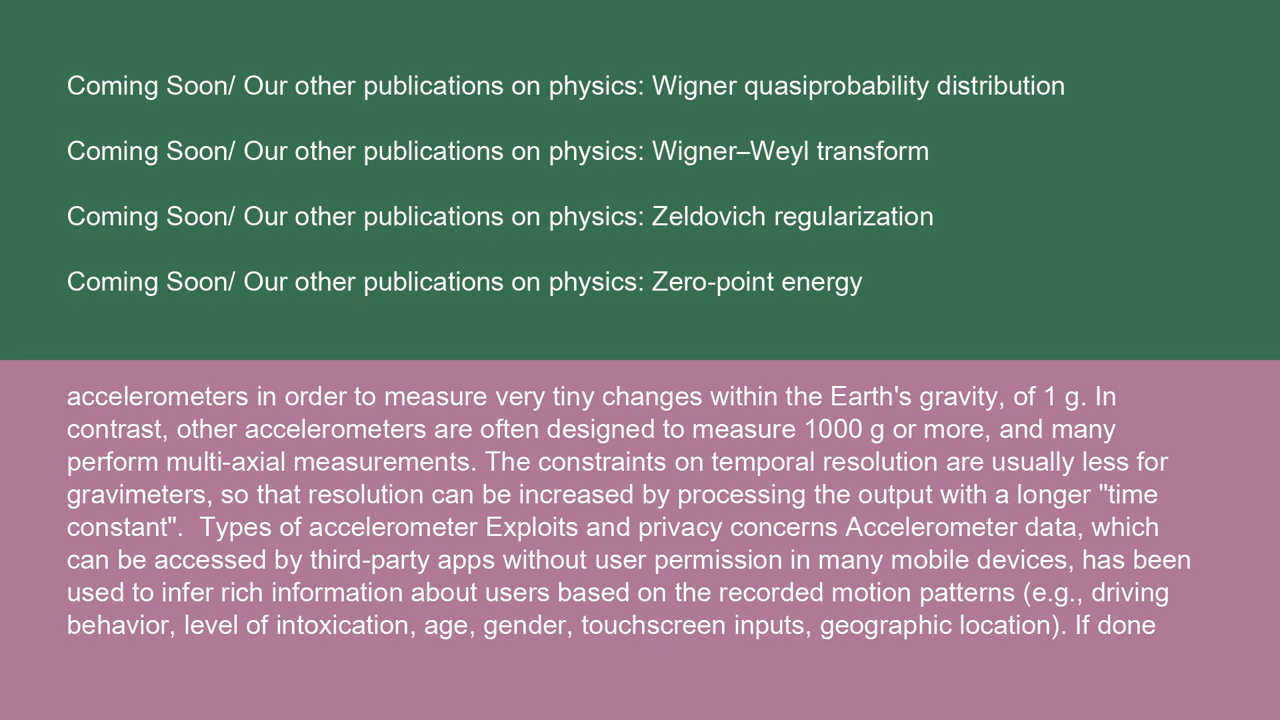 Coming Soon/ Our other publications on physics: Wigner quasiprobability distribution
Coming Soon/ Our other publications on physics: Wigner–Weyl transform
Coming Soon/ Our other publications on physics: Zeldovich regularization
Coming Soon/ Our other publications on physics: Zero-point energy
accelerometers in order to measure very tiny changes within the Earth's gravity, of 1 g. In
contrast, other accelerometers are often designed to measure 1000 g or more, and many
perform multi-axial measurements. The constraints on temporal resolution are usually less for
gravimeters, so that resolution can be increased by processing the output with a longer "time
constant".  Types of accelerometer Exploits and privacy concerns Accelerometer data, which
can be accessed by third-party apps without user permission in many mobile devices, has been
used to infer rich information about users based on the recorded motion patterns (e.g., driving
behavior, level of intoxication, age, gender, touchscreen inputs, geographic location). If done